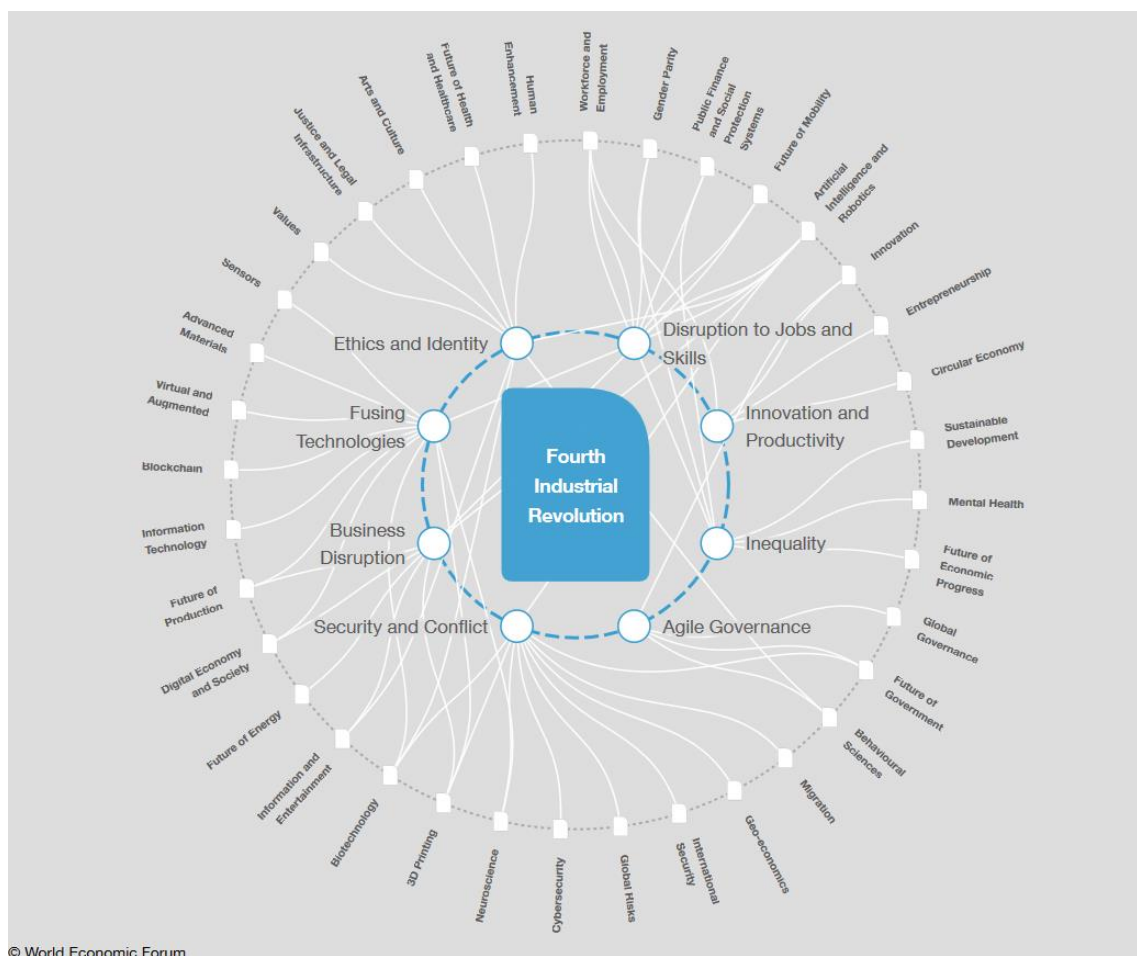 Fourth
Industrial
Revolution
Ethics and Identity
Disruption to Jobs and
Skills
Innovation and
Productivity
Inequality
Agile Governance
Security and Conflict
Business
Disruption
Fusing
Technologies
Workforce and
Employment
Gender Parity
Public Finance
and Social
Protection
Systems
Future of Mobility
Artificial
Intelligence and
Robotics
Innovation
Entrepreneurship
Circular Economy
Sustainable
Development
Mental Health
Future of
Economic
Progress
Global
Governance
Future of
Government
Behavioural
Sciences
Migration
Geo-economics
International
Security
Global Risks
Cybersecurity
Neuroscience
3D Printing
Biotechnology
Information and
Entertainment
Future of Energy
Digital Economy
and Society
Future of
Production
Information
Technology
Blockchain
Virtual and
Augmented
Advanced
Materials
Sensors
Values
Justice and Legal
Infrastructure
Arts and Culture
Future of Health
and Healthcare
Human
Enhancement
© World Economic Forum